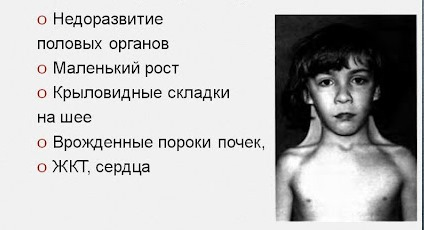 o Недоразвитие
половых органов
o Маленький рост
o Крыловидные складки
на шее
o Врожденные пороки почек,
o ЖКТ, сердца